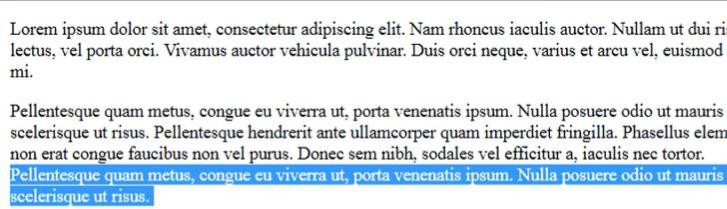 Lorem ipsum dolor sit amet, consectetur adipiscing elit. Nam rhoncus iaculis auctor. Nullam ut dui
lectus, vel porta orci. Vivamus auctor vehicula pulvinar. Duis orci neque, varius et arcu vel, euismod
mi.
Pellentesque quam metus, congue eu viverra ut, porta venenatis ipsum. Nulla posuere odio ut mauris
scelerisque ut risus. Pellentesque hendrerit ante ullamcorper quam imperdiet fringilla. Phasellus elem
non erat congue faucibus non vel purus. Donec sem nibh, sodales vel efficitur a, iaculis nec tortor.
Pellentesque quam metus, congue eu viverra ut, porta venenatis ipsum. Nulla posuere odio ut mauris
scelerisque ut risus.